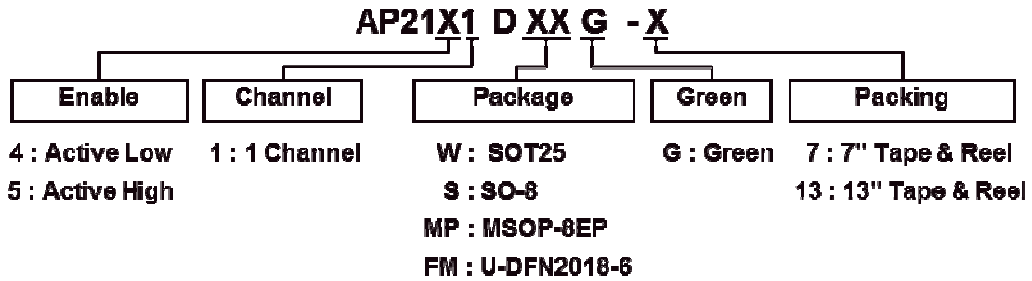 AP21X1 D XX G - X
Enable Channel Package Green Packing
4 : Active Low 1 : 1 Channel W : SOT25 G : Green 7 : 7" Tape & Reel
5 : Active High S : SO-8 13 : 13" Tape & Reel
MP : MSOP-8EP
FM : U-DFN2018-6